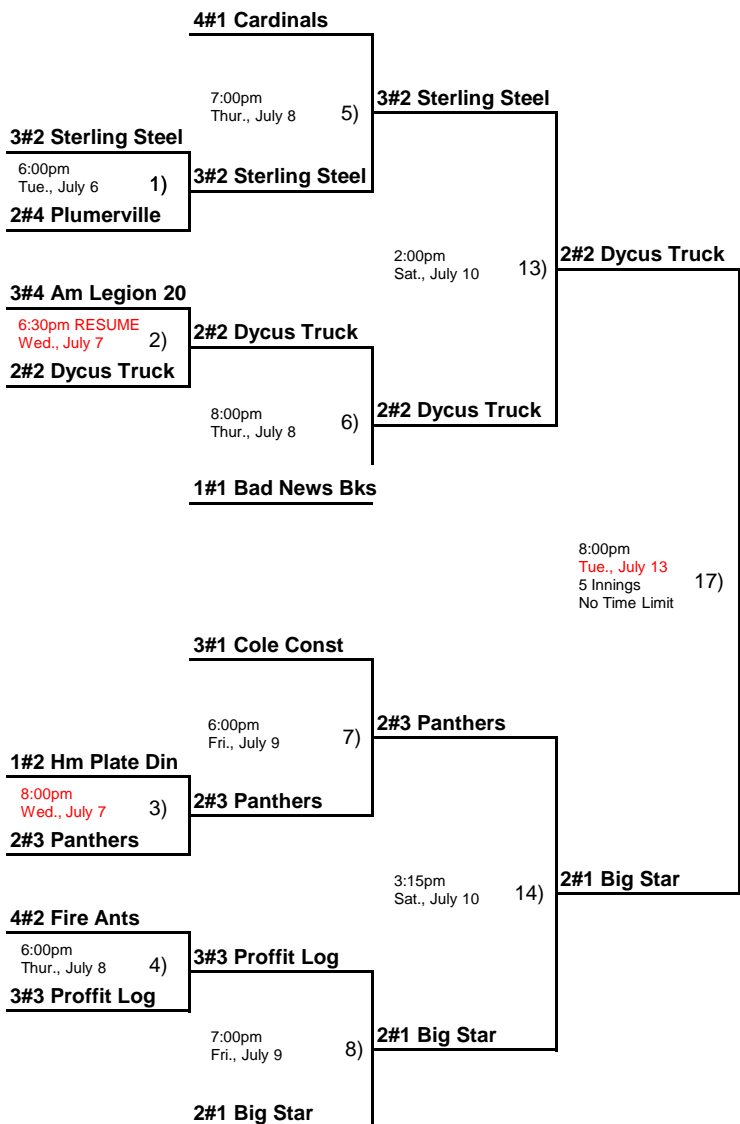 4#1 Cardinals
7:00pm
Thur., July 8
5)
3#2 Sterling Steel
3#2 Sterling Steel
6:00pm
Tue., July 6
1)
3#2 Sterling Steel
2#4 Plumerville
2:00pm
Sat., July 10
13)
2#2 Dycus Truck
3#4 Am Legion 20
6:30pm RESUME
Wed., July 7
2)
2#2 Dycus Truck
2#2 Dycus Truck
8:00pm
Thur., July 8
6)
2#2 Dycus Truck
1#1 Bad News Bks
8:00pm
Tue., July 13
5 Innings
No Time Limit
17)
3#1 Cole Const
6:00pm
Fri., July 9
7)
2#3 Panthers
1#2 Hm Plate Din
8:00pm
Wed., July 7
3)
2#3 Panthers
2#3 Panthers
3:15pm
Sat., July 10
14)
2#1 Big Star
4#2 Fire Ants
6:00pm
Thur., July 8
4)
3#3 Proffit Log
3#3 Proffit Log
7:00pm
Fri., July 9
8)
2#1 Big Star
2#1 Big Star